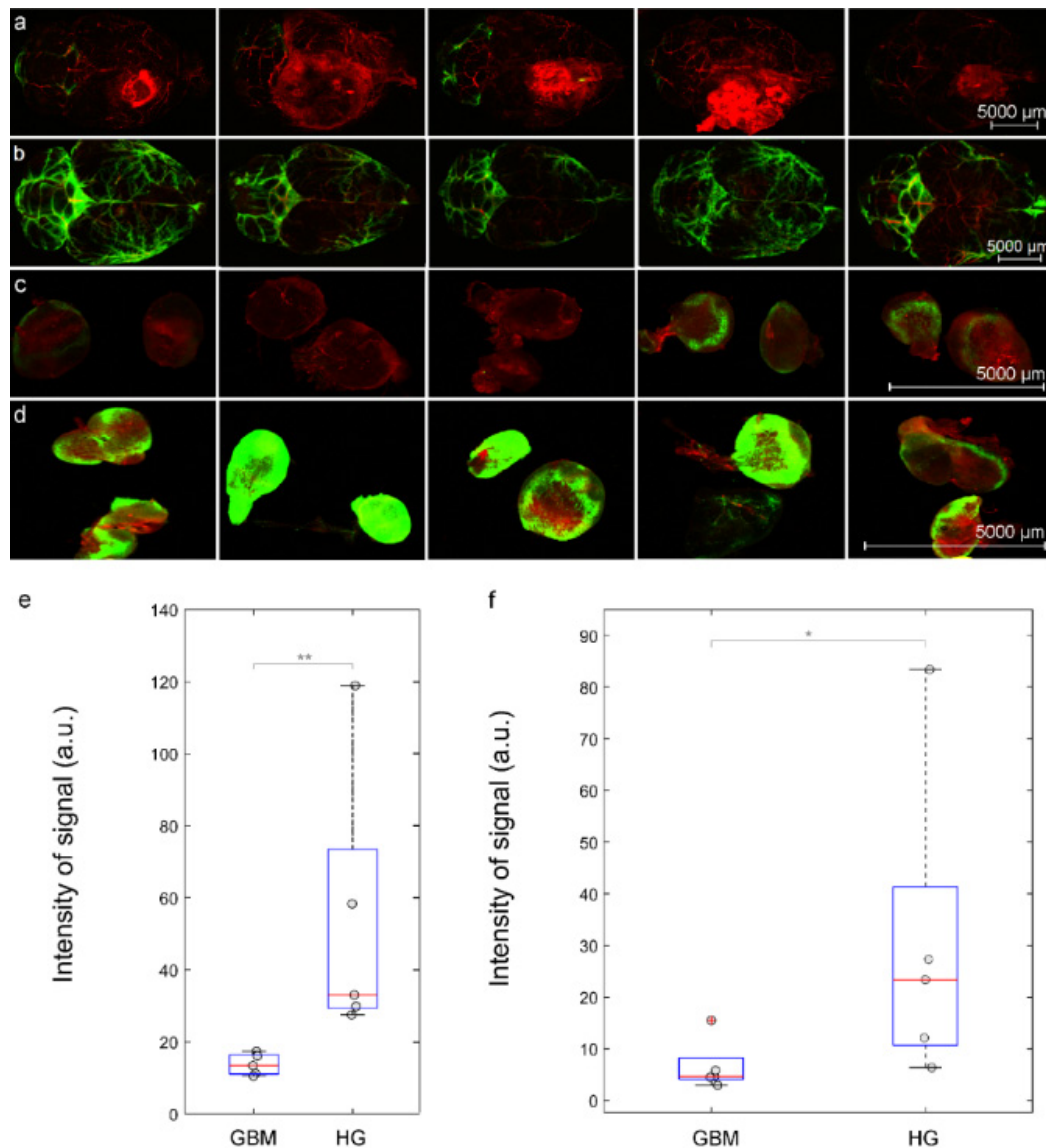 a
5000 μm
b
5000 μm
c
5000 μm
d
5000 μm
e
f
140
120
100
80
60
40
20
0
Intensity of signal (a.u.)
**
GBM HG
90
80
70
60
50
40
30
20
10
0
Intensity of signal (a.u.)
*
GBM HG